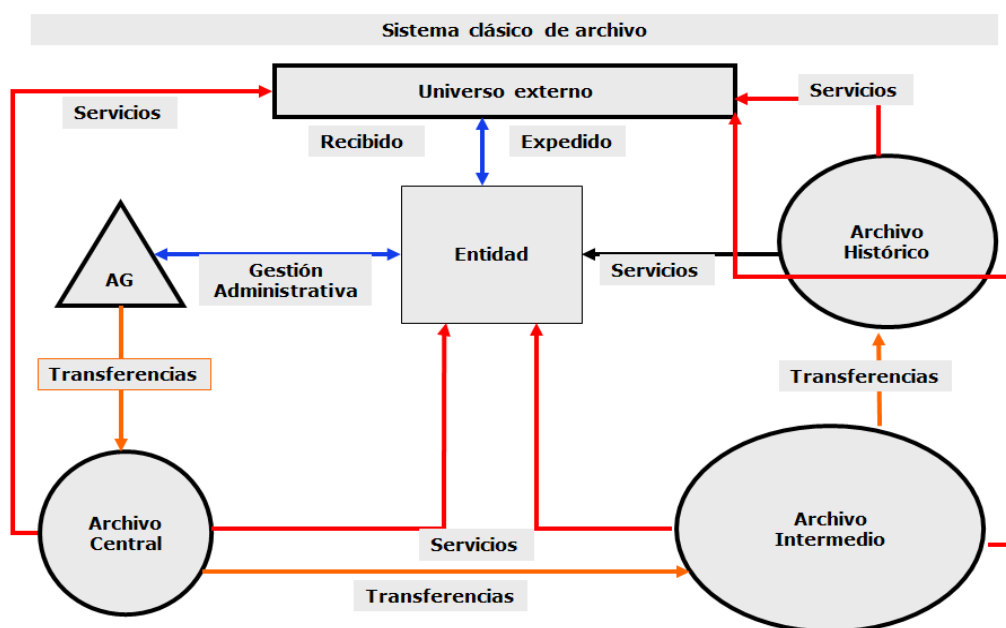 Sistema clásico de archivo
Universo externo
Servicios
Servicios
Recibido
Expedido
Archivo
Histórico
Entidad
AG
Gestión
Administrativa
Servicios
Transferencias
Transferencias
Archivo
Central
Archivo
Intermedio
Servicios
Transferencias